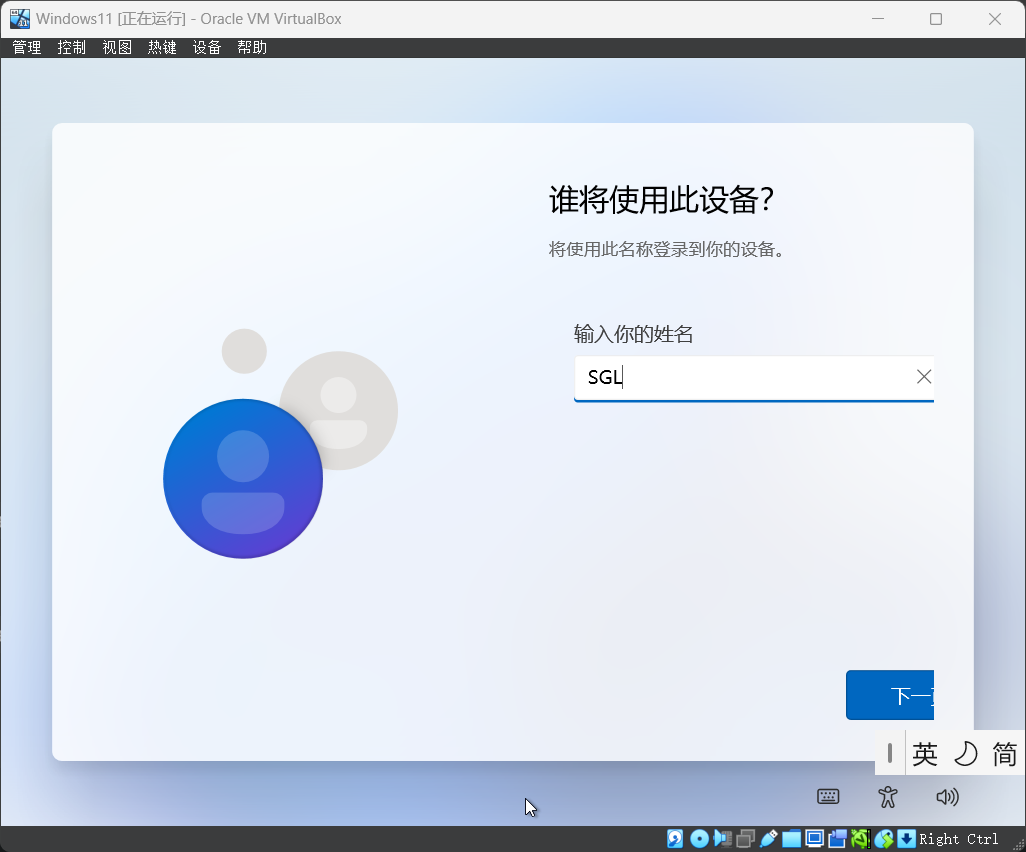 Windows11 [正在运行] - Oracle VM VirtualBox
管理 控制 视图 热键 设备 帮助
谁将使用此设备？
将使用此名称登录到你的设备。
输入你的姓名
SGL
下一
英 简
Right Ctrl